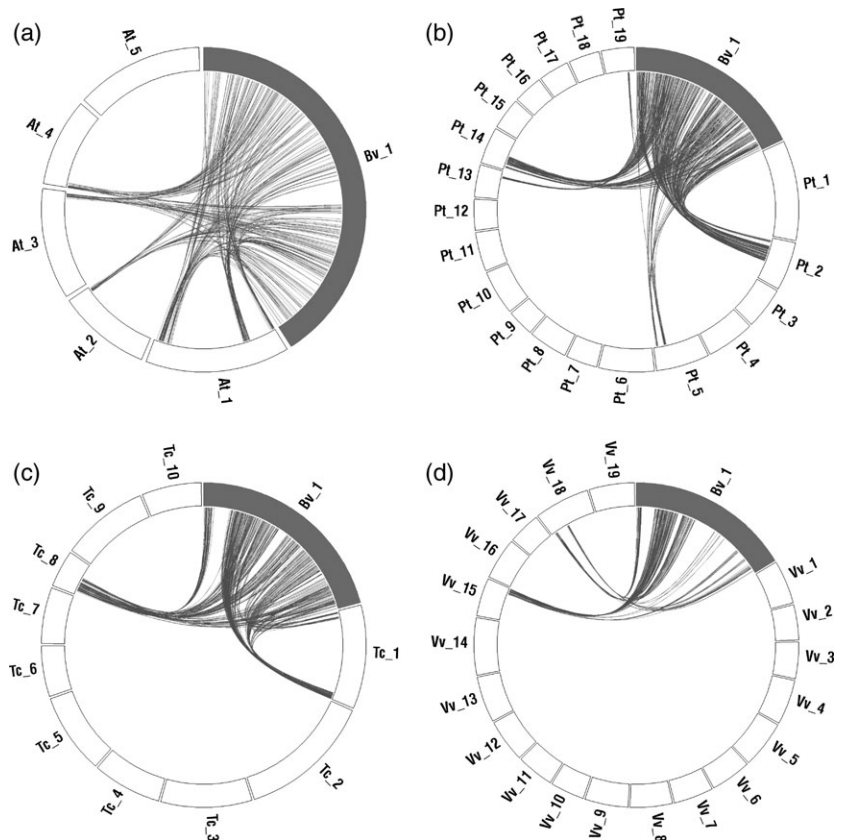 (a)
At_5
At_4
At_3
At_2
At_1
Bv_1
(b)
Pt_19
Pt_18
Pt_17
Pt_16
Pt_15
Pt_14
Pt_13
Pt_12
Pt_11
Pt_10
Pt_9
Pt_8
Pt_7
Pt_6
Pt_5
Pt_4
Pt_3
Pt_2
Pt_1
Bv_1
(c)
Tc_10
Tc_9
Tc_8
Tc_7
Tc_6
Tc_5
Tc_4
Tc_3
Tc_2
Tc_1
Bv_1
(d)
Vv_19
Vv_18
Vv_17
Vv_16
Vv_15
Vv_14
Vv_13
Vv_12
Vv_11
Vv_10
Vv_9
Vv_8
Vv_7
Vv_6
Vv_5
Vv_4
Vv_3
Vv_2
Vv_1
Bv_1